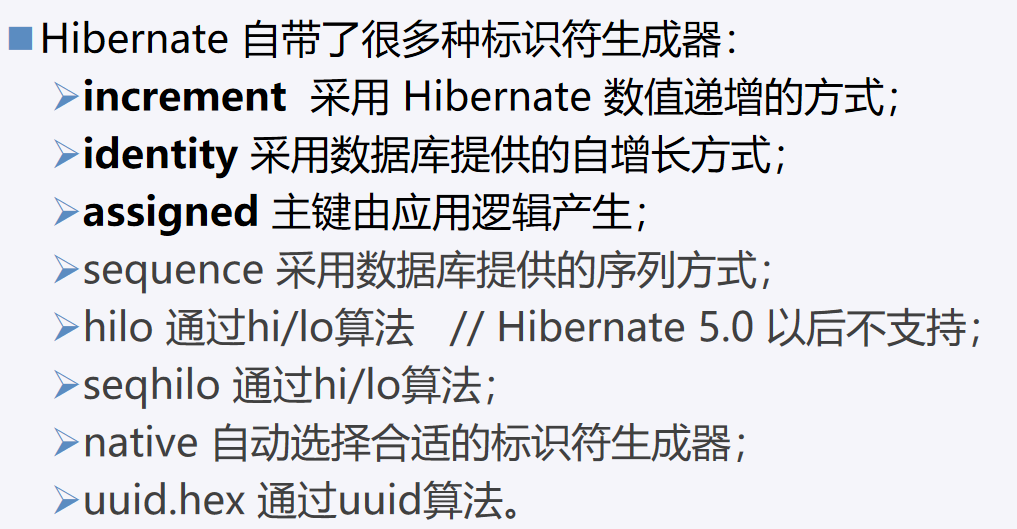 Hibernate 自带了很多种标识符生成器：
increment 采用 Hibernate 数值递增的方式；
identity 采用数据库提供的自增长方式；
assigned 主键由应用逻辑产生；
sequence 采用数据库提供的序列方式；
hilo 通过hi/lo算法 // Hibernate 5.0 以后不支持；
seqhilo 通过hi/lo算法；
native 自动选择合适的标识符生成器；
uuid.hex 通过uuid算法。